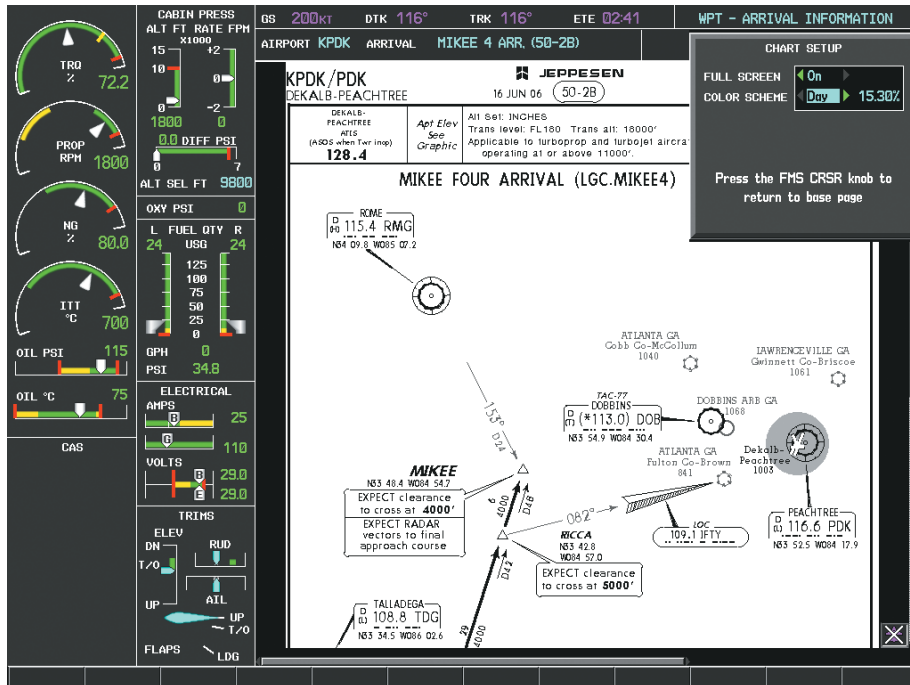 GS 200KT DTK 116° TRK 116° ETE 02:41
WPT - ARRIVAL INFORMATION
AIRPORT KPDK ARRIVAL MIKEE 4 ARR. (50-2B)
CHART SETUP
FULL SCREEN On
COLOR SCHEME Day 15.30%
Press the FMS CRSR knob to
return to base page
TRQ
%
72.2
PROP
RPM
1800
NG
%
80.0
ITT
°C
700
OIL PSI 115
OIL °C 75
CAS
CABIN PRESS
ALT FT RATE FPM
X1000
15 +2
10 0
0 -2
1800 0
0.0 DIFF PSI
0 7
ALT SEL FT 9800
OXY PSI 0
L FUEL QTY R
24 USG 24
125
100
75
50
25
0
GPH 0
PSI 34.8
ELECTRICAL
AMPS
B 25
G 110
VOLTS
B 29.0
E 29.0
TRIMS
ELEV
DN RUD
T/O
UP AIL
UP
T/O
FLAPS LDG
KPDK/PDK
DEKALB-PEACHTREE
JEPPESEN
16 JUN 06 50-2B
DEKALB-
PEACHTREE
ATIS
(ASOS when Twr inop)
128.4
Apt Elev
See
Graphic
Alt Set: INCHES
Trans level: FL180 Trans alt: 18000'
Applicable to turboprop and turbojet aircra
operating at or above 11000'.
MIKEE FOUR ARRIVAL (LGC.MIKEE4)
ROME
D
(H) 115.4 RMG
N34 09.8 W085 07.2
153°
D24
ATLANTA GA
Cobb Co-McCollum
1040
LAWRENCEVILLE GA
Gwinnett Co-Briscoe
1061
TAC-77
DOBBINS
D
(T) (*113.0) DOB
N33 54.9 W084 30.4
DOBBINS ARB GA
1068
ATLANTA GA
Fulton Co-Brown
841
Dekalb-
Peachtree
1003
PEACHTREE
D
(L) 116.6 PDK
N33 52.5 W084 17.9
MIKEE
N33 48.4 W084 54.7
EXPECT clearance
to cross at 4000'
EXPECT RADAR
vectors to final
approach course
6
4000
D48
082°
LOC
109.1 IFTY
RICCA
N33 42.8
W084 57.0
EXPECT clearance
to cross at 5000'
D42
TALLADEGA
D
(L) 108.8 TDG
N33 34.5 W086 02.6
29
4000